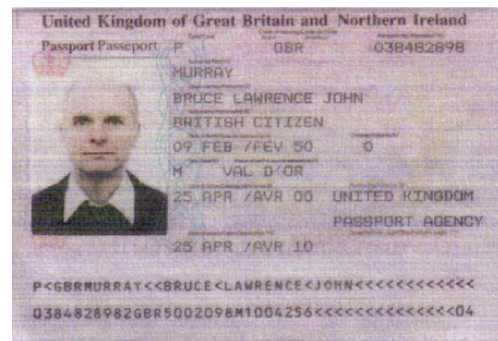 United Kingdom of Great Britain and Northern Ireland
Passport Passeport P GBR 038482898
MURRAY
BRUCE LAWRENCE JOHN
BRITISH CITIZEN
09 FEB /FEV 50 0
M VAL D'OR
25 APR /AVR 00 UNITED KINGDOM
PASSPORT AGENCY
25 APR /AVR 10
P<GBRMURRAY<<BRUCE<LAWRENCE<JOHN<<<<<<<<<<<<
0384828982GBR5002098M1004256<<<<<<<<<<<<<<04